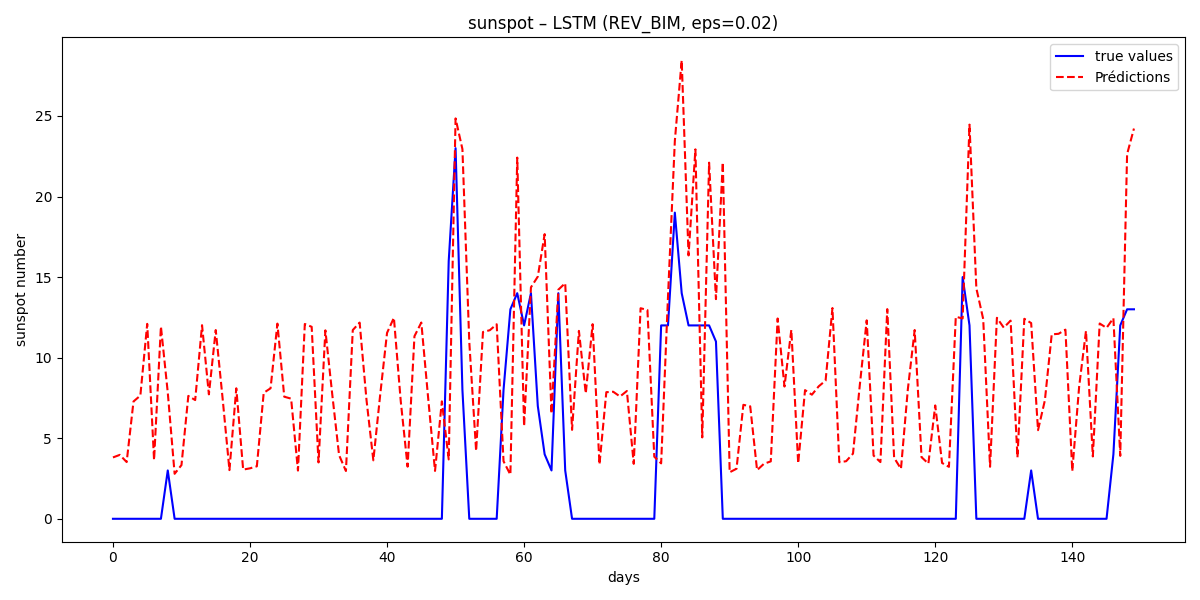 sunspot – LSTM (REV_BIM, eps=0.02)
true values
Prédictions
sunspot number
25
20
15
10
5
0
0 20 40 60 80 100 120 140
days